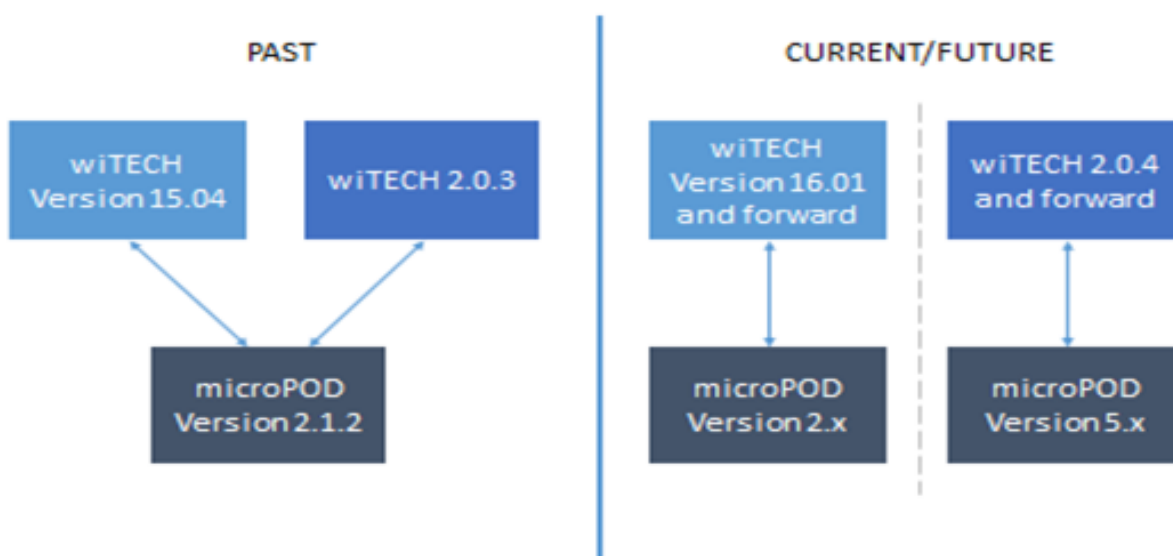 PAST
wiTECH
Version 15.04
wiTECH 2.0.3
microPOD
Version 2.1.2
CURRENT/FUTURE
wiTECH
Version 16.01
and forward
wiTECH 2.0.4
and forward
microPOD
Version 2.x
microPOD
Version 5.x